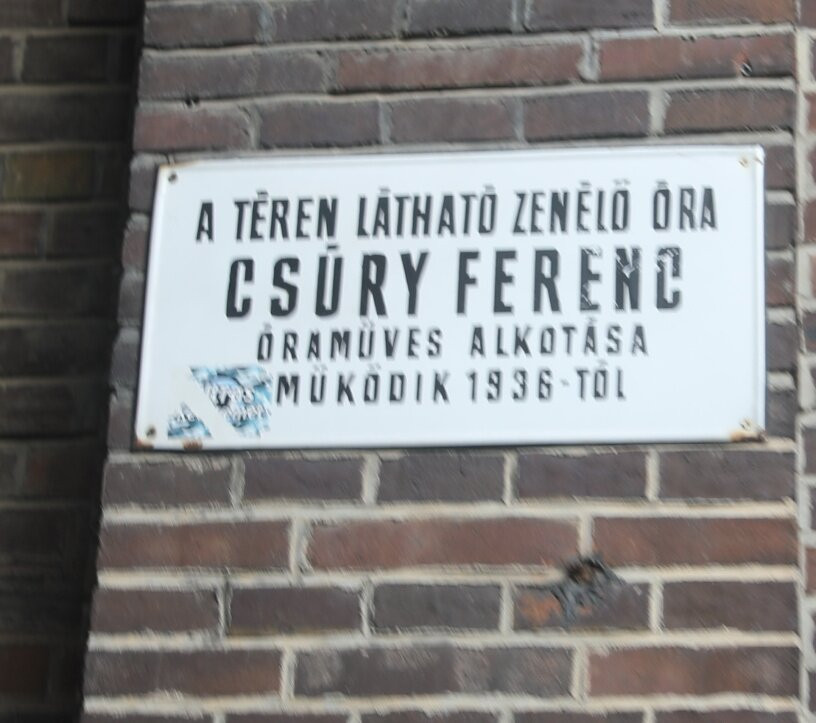 A TÉREN LÁTHATÓ ZENÉLŐ ÓRA
CSÚRY FERENC
ÓRAMŰVES ALKOTÁSA
MŰKÖDIK 1936-TÓL